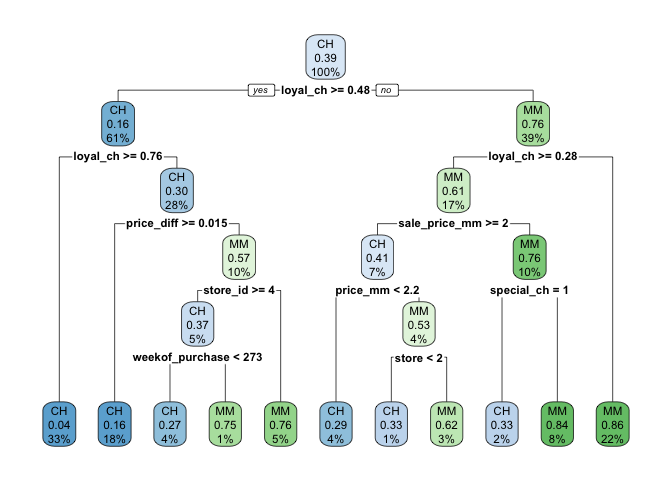 CH
0.39
100%
yes loyal_ch >= 0.48 no
CH
0.16
61%
MM
0.76
39%
loyal_ch >= 0.76
loyal_ch >= 0.28
CH
0.30
28%
MM
0.61
17%
price_diff >= 0.015
sale_price_mm >= 2
MM
0.57
10%
CH
0.41
7%
MM
0.76
10%
store_id >= 4
price_mm < 2.2
special_ch = 1
CH
0.37
5%
MM
0.53
4%
weekof_purchase < 273
store < 2
CH
0.04
33%
CH
0.16
18%
CH
0.27
4%
MM
0.75
1%
MM
0.76
5%
CH
0.29
4%
CH
0.33
1%
MM
0.62
3%
CH
0.33
2%
MM
0.84
8%
MM
0.86
22%